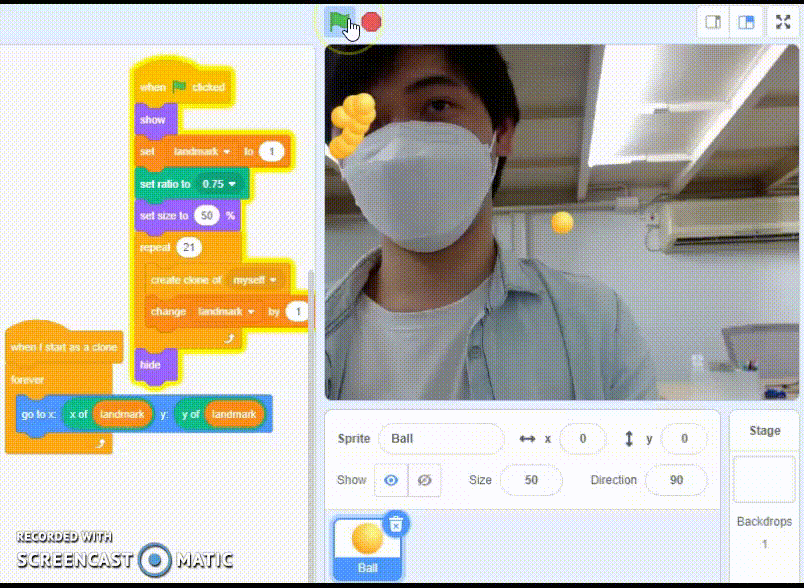 when clicked
show
set landmark to 1
set ratio to 0.75
set size to 50 %
repeat 21
create clone of myself
change landmark by 1
hide
when I start as a clone
forever
go to x: x of landmark y: y of landmark
RECORDED WITH
SCREENCAST MATIC
Sprite Ball x 0 y 0
Show Size 50 Direction 90
Ball
Stage
Backdrops
1